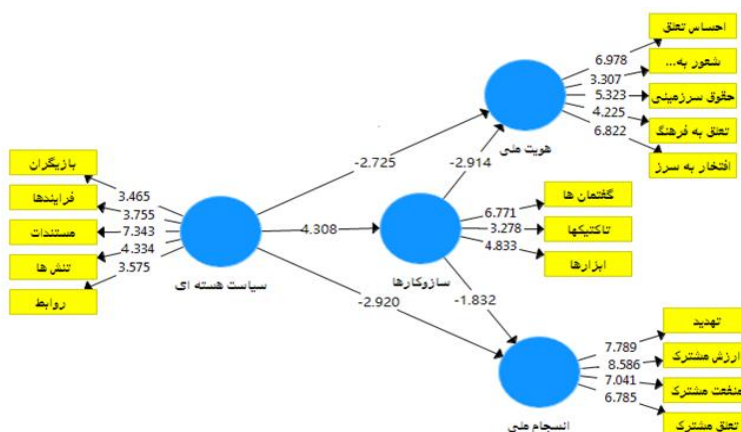 احساس تعلق
شعور به...
حقوق سرزمینی
تعلق به فرهنگ
افتخار به سرز
6.978
3.307
5.323
4.225
6.822
هویت ملی
-2.725
-2.914
بازیگران
فرایندها
مستندات
تنش ها
روابط
3.465
3.755
7.343
4.334
3.575
سیاست هسته ای
4.308
سازوکارها
گفتمان ها
تاکتیکها
ابزارها
6.771
3.278
4.833
-2.920
-1.832
تهدید
ارزش مشترک
منفعت مشترک
تعلق مشترک
7.789
8.586
7.041
6.785
انسجام ملی